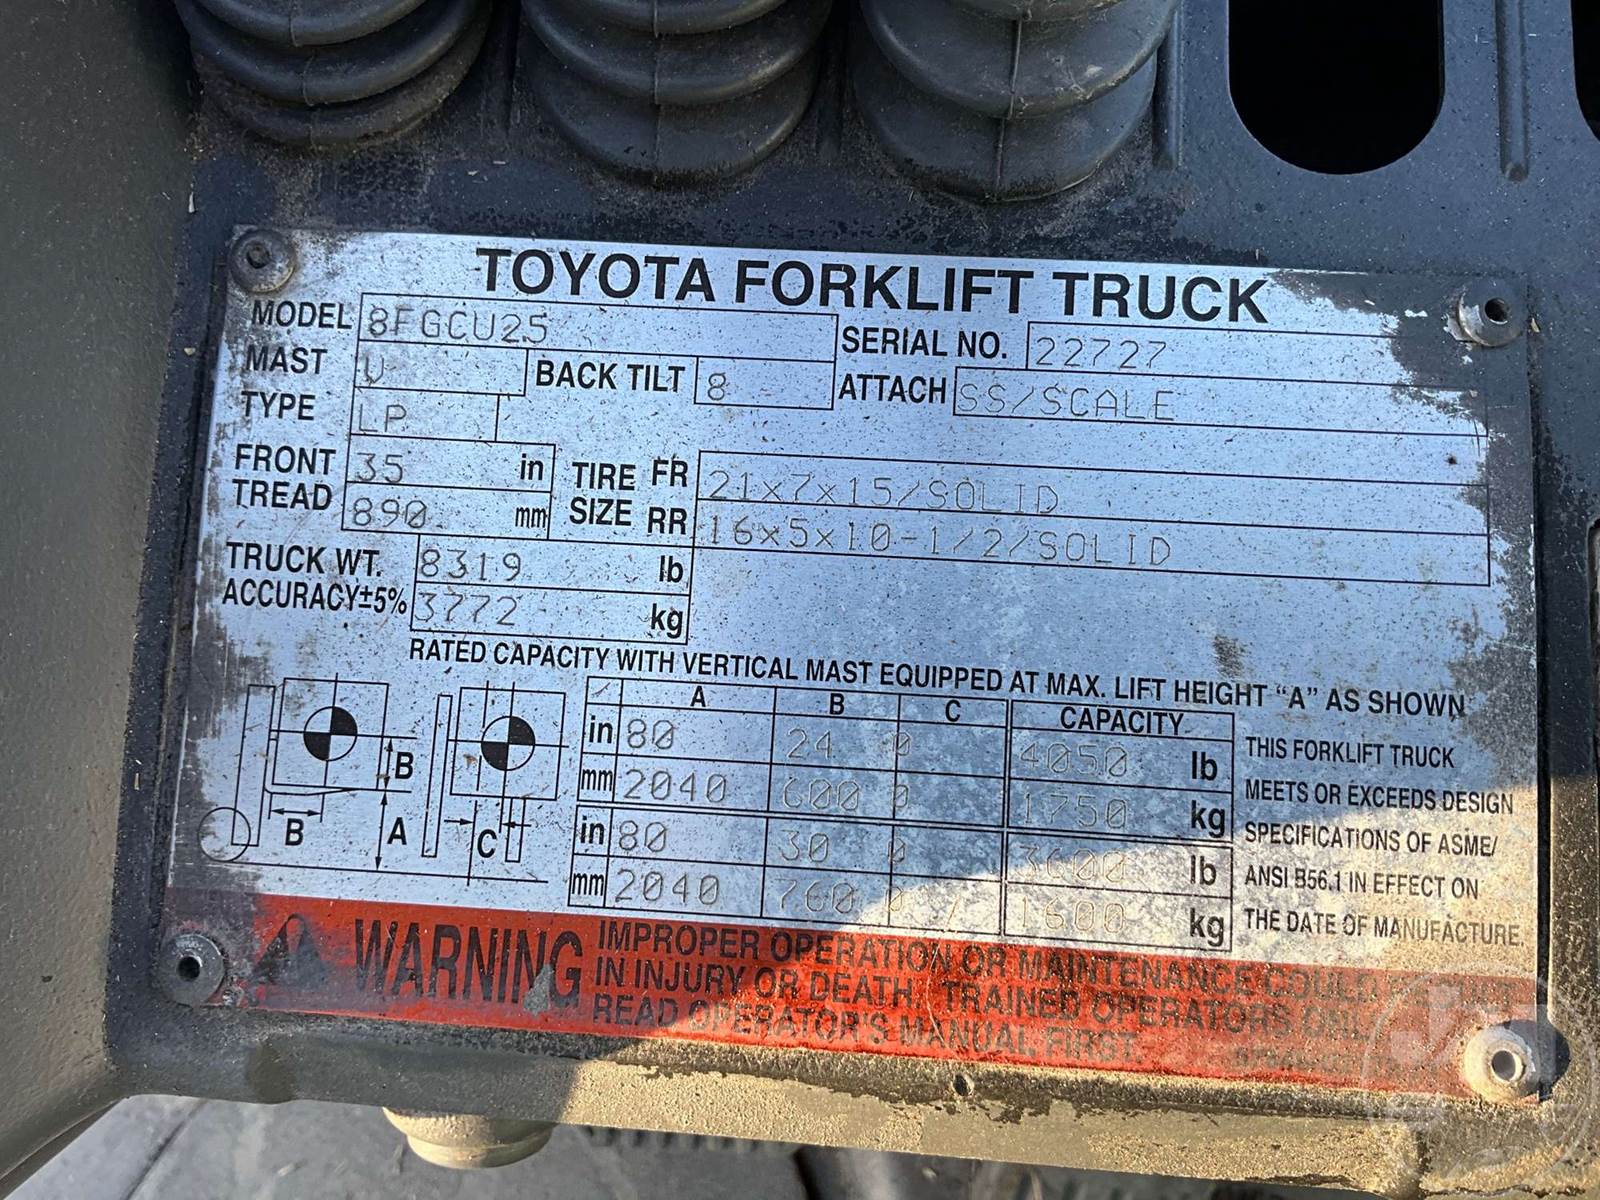 TOYOTA FORKLIFT TRUCK
MODEL 8FGCU25 SERIAL NO. 22727
MAST U BACK TILT 8 ATTACH SS/SCALE
TYPE LP
FRONT TREAD 35 in TIRE SIZE FR 21x7x15/SOLID
890 mm RR 16x5x10-1/2/SOLID
TRUCK WT. 8319 lb
ACCURACY±5% 3772 kg
RATED CAPACITY WITH VERTICAL MAST EQUIPPED AT MAX. LIFT HEIGHT "A" AS SHOWN
A B C CAPACITY
in 80 24 0 4050 lb
mm 2040 600 0 1750 kg
in 80 30 0 3600 lb
mm 2040 760 0 1600 kg
B
B A C
THIS FORKLIFT TRUCK
MEETS OR EXCEEDS DESIGN
SPECIFICATIONS OF ASME/
ANSI B56.1 IN EFFECT ON
THE DATE OF MANUFACTURE.
WARNING IMPROPER OPERATION OR MAINTENANCE COULD
IN INJURY OR DEATH. TRAINED OPERATORS
READ OPERATOR'S MANUAL FIRST.